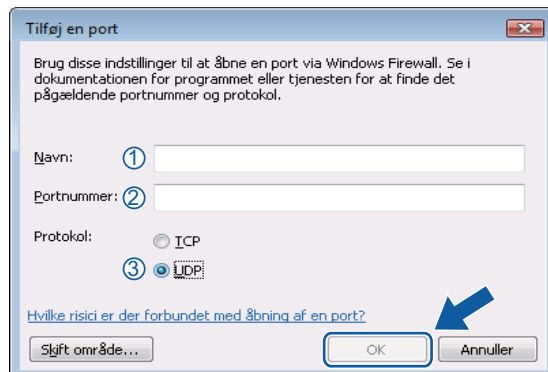 Tilføj en port
Brug disse indstillinger til at åbne en port via Windows Firewall. Se i
dokumentationen for programmet eller tjenesten for at finde det
pågældende portnummer og protokol.
Navn: ①
Portnummer: ②
Protokol: TCP
③ UDP
Hvilke risici er der forbundet med åbning af en port?
Skift område... OK Annuller